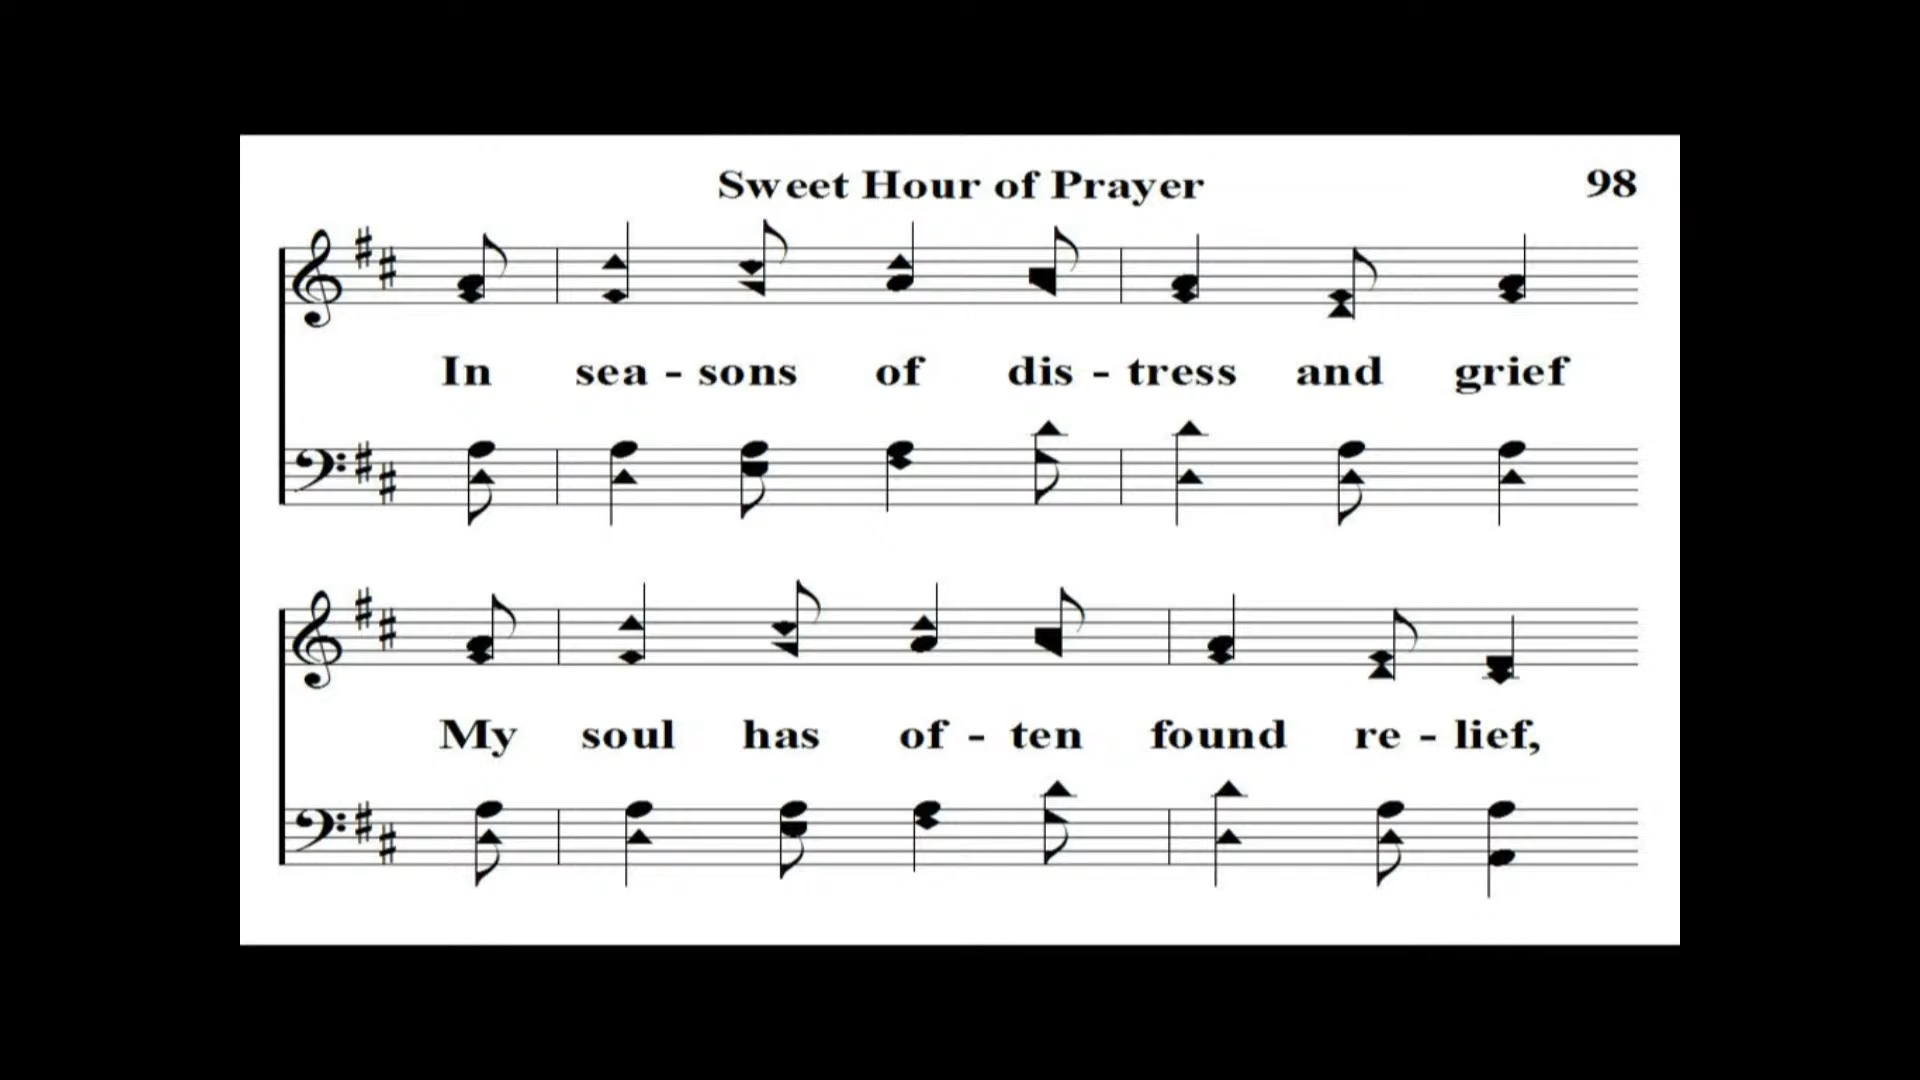 Sweet Hour of Prayer 98
In sea - sons of dis - tress and grief
My soul has of - ten found re - lief,